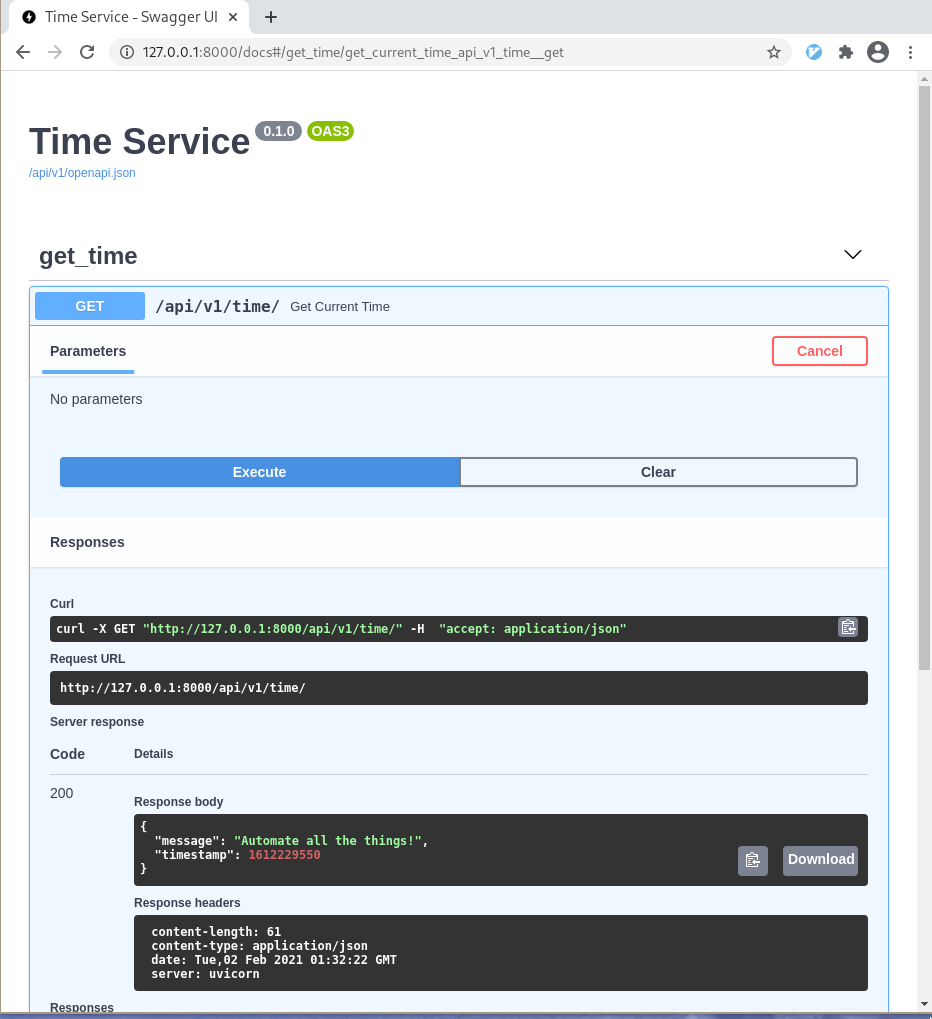 Time Service - Swagger UI
127.0.0.1:8000/docs#/get_time/get_current_time_api_v1_time__get
Time Service 0.1.0 OAS3
/api/v1/openapi.json
get_time
GET /api/v1/time/ Get Current Time
Parameters Cancel
No parameters
Execute Clear
Responses
Curl
curl -X GET "http://127.0.0.1:8000/api/v1/time/" -H  "accept: application/json"
Request URL
http://127.0.0.1:8000/api/v1/time/
Server response
Code Details
200
Response body
{
  "message": "Automate all the things!",
  "timestamp": 1612229550
}
Download
Response headers
content-length: 61
content-type: application/json
date: Tue,02 Feb 2021 01:32:22 GMT
server: uvicorn
Responses